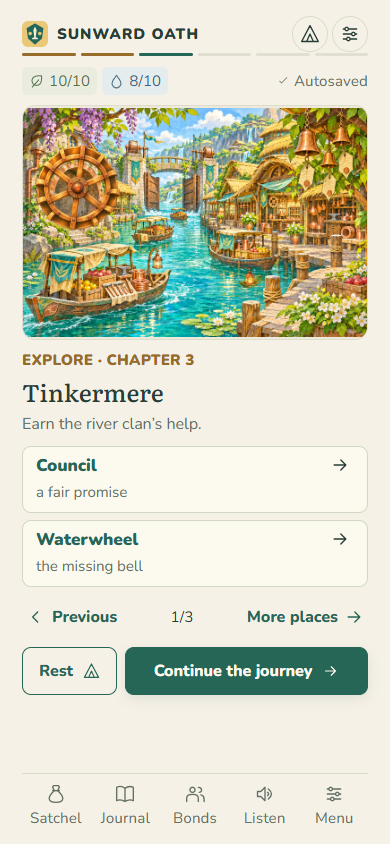 SUNWARD OATH
10/10 8/10 Autosaved
EXPLORE · CHAPTER 3
Tinkermere
Earn the river clan's help.
Council
a fair promise
Waterwheel
the missing bell
Previous 1/3 More places
Rest Continue the journey
Satchel Journal Bonds Listen Menu